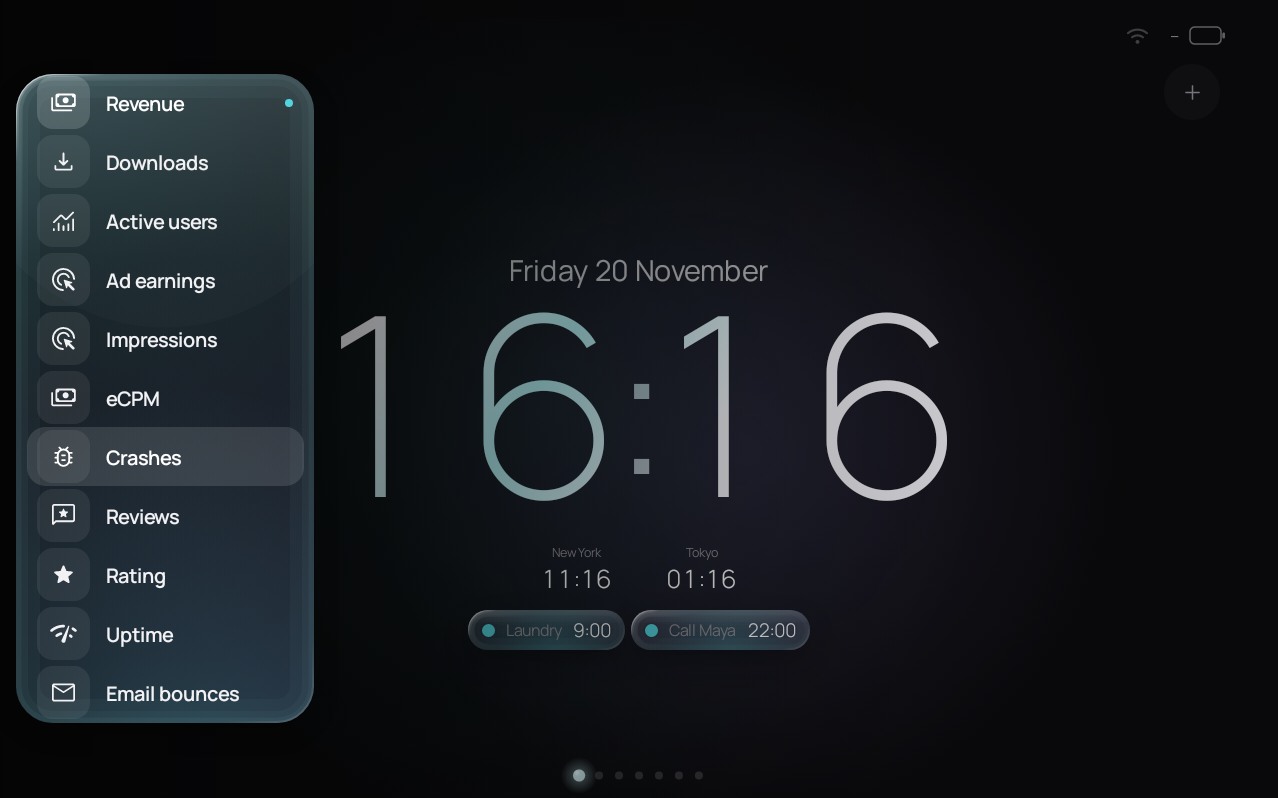 –
Revenue
Downloads
Active users
Ad earnings
Impressions
eCPM
Crashes
Reviews
Rating
Uptime
Email bounces
Friday 20 November
16:16
New York
11:16
Tokyo
01:16
Laundry 9:00
Call Maya 22:00